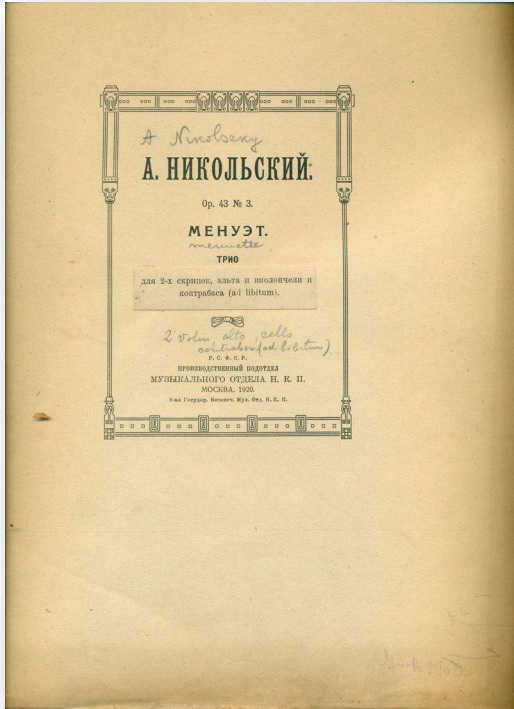 A Nikolsky
А. НИКОЛЬСКИЙ.
Op. 43 № 3.
МЕНУЭТ.
menuette
ТРИО
для 2-х скрипок, альта и виолончели и
контрабаса (ad libitum).
2 Violin alto, cello
contrabon (ad libitum)
Р. С. Ф. С. Р.
ПРОИЗВОДСТВЕННЫЙ ПОДОТДЕЛ
МУЗЫКАЛЬНОГО ОТДЕЛА Н. К. П.
МОСКВА, 1920.
2-ая Государ. Нотопеч. Муз. Отд. Н. К. П.